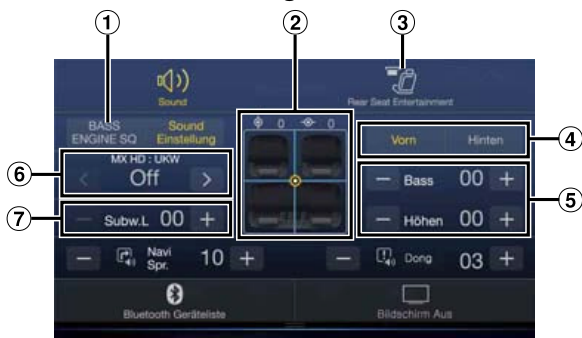 1 2 3
Sound Rear Seat Entertainment
BASS ENGINE SQ Sound Einstellung 0 0 Vorn Hinten 4
6 MX HD : UKW
< Off > − Bass 00 + 5
7 − Subw.L 00 + − Höhen 00 +
− Navi Spr. 10 + − Dong 03 +
Bluetooth Geräteliste Bildschirm Aus